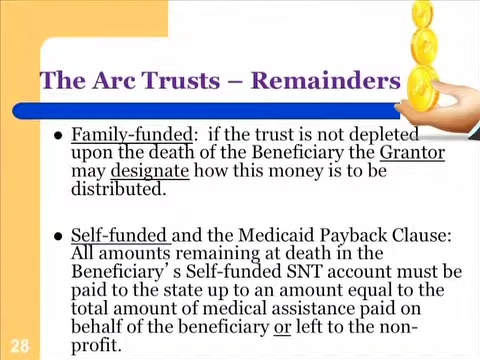 The Arc Trusts – Remainders
● Family-funded:  if the trust is not depleted
upon the death of the Beneficiary the Grantor
may designate how this money is to be
distributed.
● Self-funded and the Medicaid Payback Clause:
All amounts remaining at death in the
Beneficiary’s Self-funded SNT account must be
paid to the state up to an amount equal to the
total amount of medical assistance paid on
behalf of the beneficiary or left to the non-
profit.
28